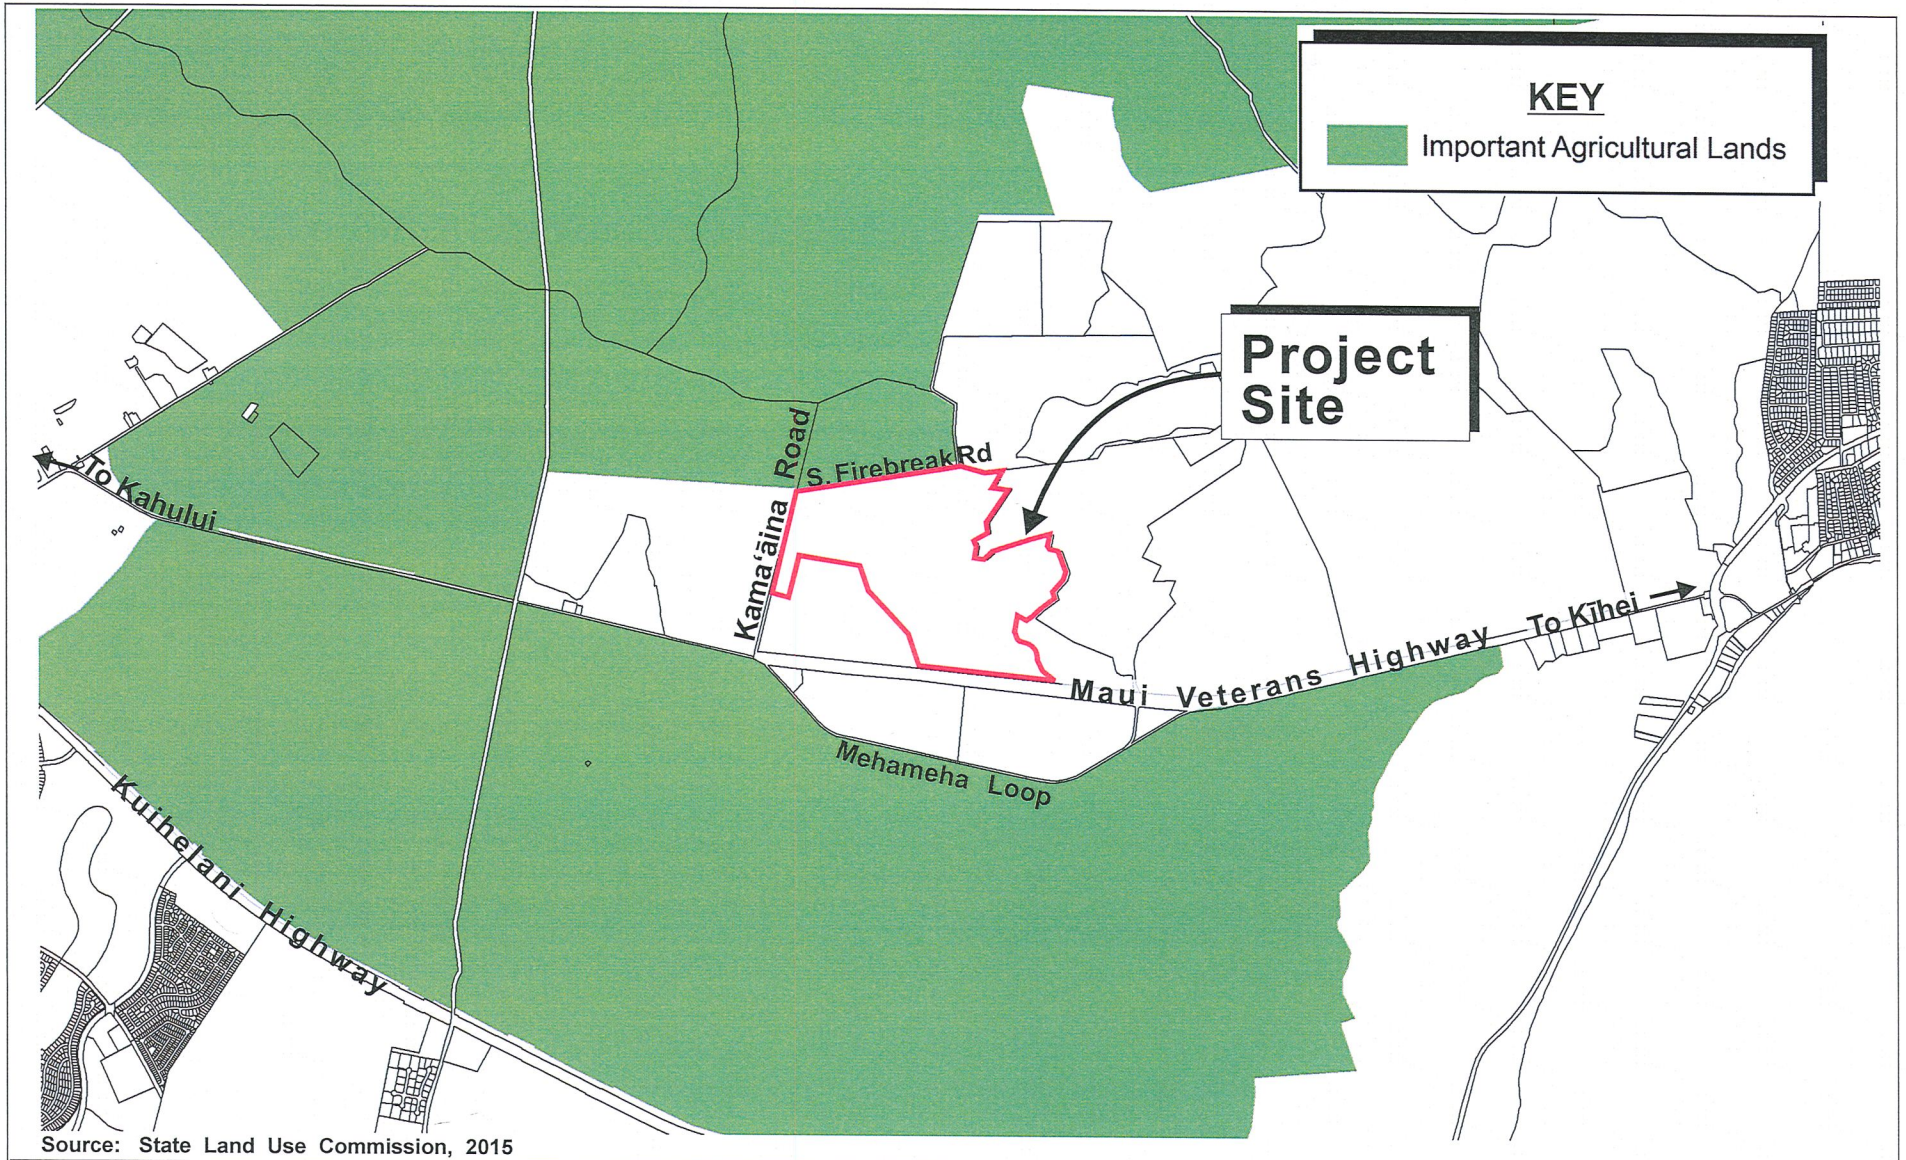 KEY
Important Agricultural Lands
Project
Site
Kama‘āina Road
S. Firebreak Rd
To Kahului
To Kīhei
Maui Veterans Highway
Mehameha Loop
Kuihelani Highway
Source: State Land Use Commission, 2015